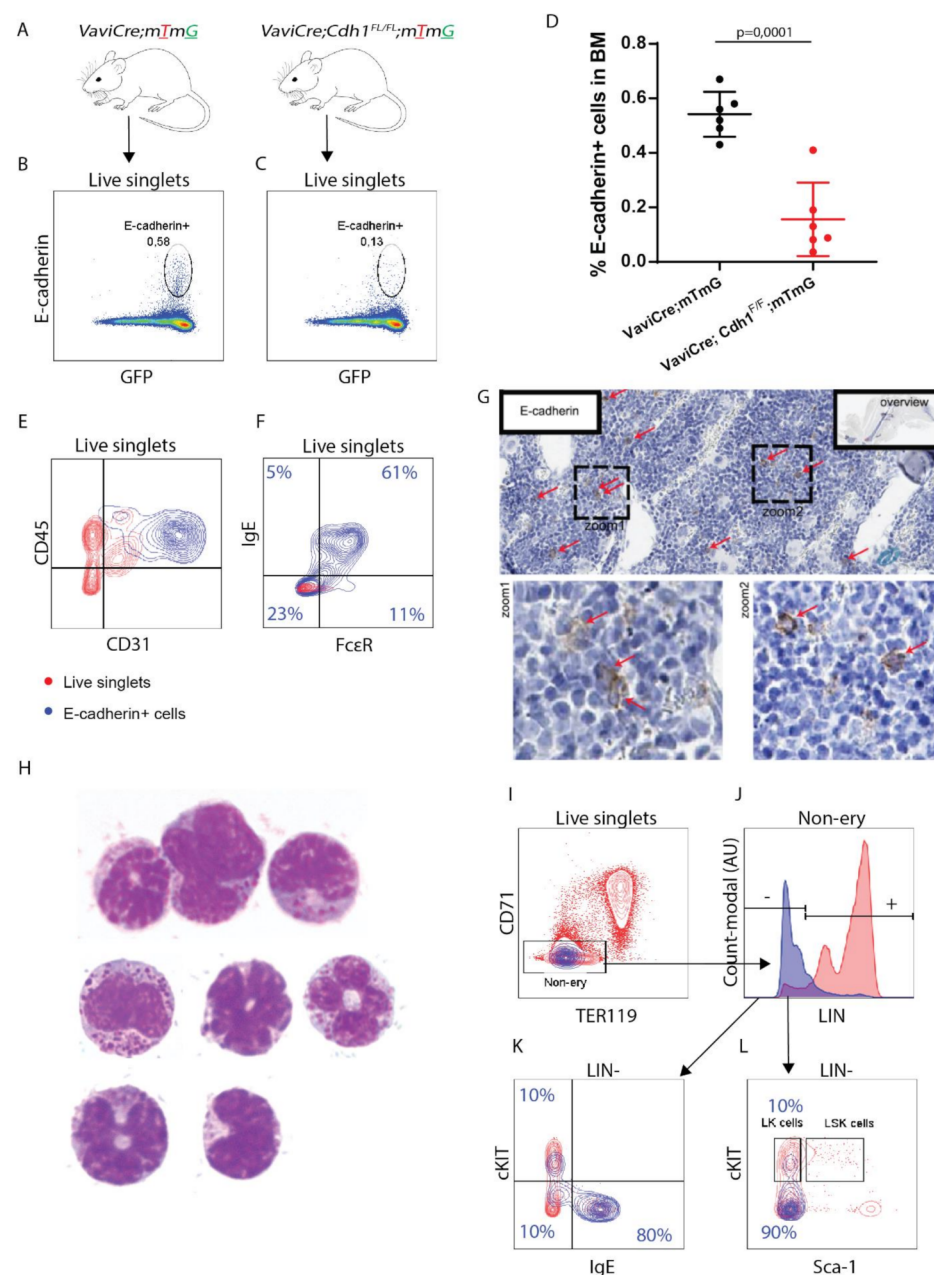 A
VaviCre;mTmG
VaviCre;Cdh1FL/FL;mTmG
B
Live singlets
E-cadherin+
0,58
E-cadherin
GFP
C
Live singlets
E-cadherin+
0,13
GFP
D
p=0,0001
% E-cadherin+ cells in BM
0.8
0.6
0.4
0.2
0.0
VaviCre;mTmG
VaviCre; Cdh1F/F;mTmG
E
Live singlets
CD45
CD31
F
Live singlets
5%
61%
23%
11%
IgE
FcεR
Live singlets
E-cadherin+ cells
G
E-cadherin
overview
zoom1
zoom2
zoom1
zoom2
H
I
Live singlets
CD71
Non-ery
TER119
J
Non-ery
Count-modal (AU)
-
+
LIN
K
LIN-
10%
cKIT
10%
80%
IgE
L
LIN-
10%
LK cells
LSK cells
cKIT
90%
Sca-1